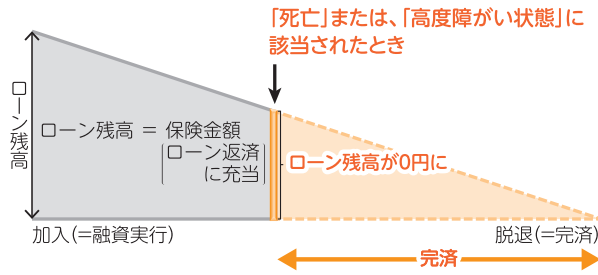 「死亡」または、「高度障がい状態」に
該当されたとき
ローン残高
ローン残高 ＝ 保険金額
ローン返済
に充当
ローン残高が0円に
加入(=融資実行)
脱退(=完済)
完済